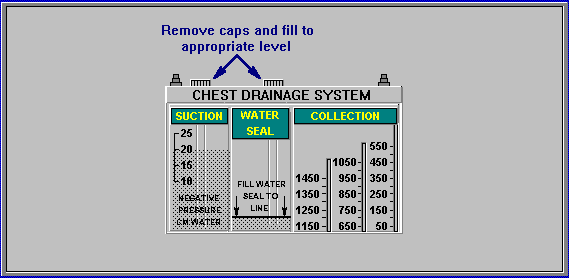 Remove caps and fill to
appropriate level
CHEST DRAINAGE SYSTEM
SUCTION
25
20
15
10
NEGATIVE
PRESSURE
CM WATER
WATER
SEAL
FILL WATER
SEAL TO
LINE
COLLECTION
550
1050 450
1450 950 350
1350 850 250
1250 750 150
1150 650 50